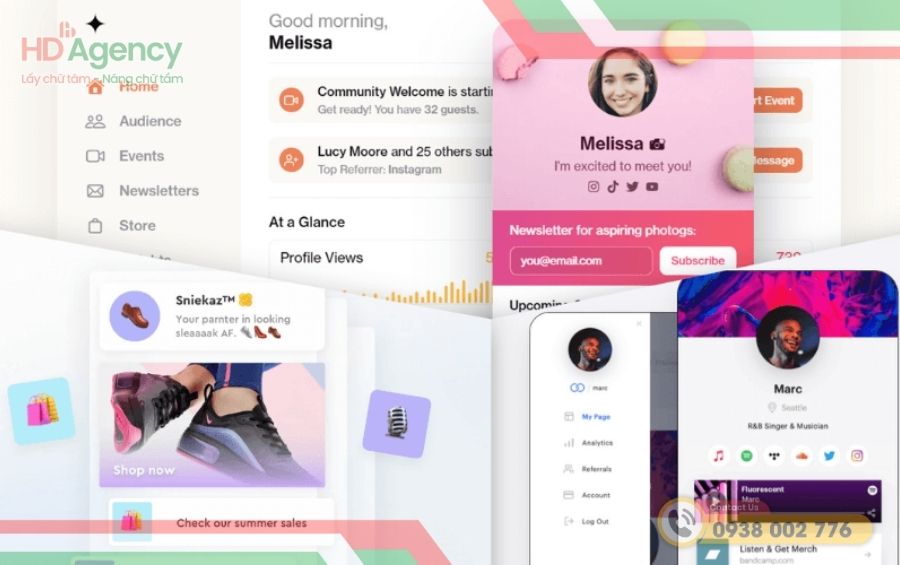 HD Agency
Lấy chữ tâm - Nâng chữ tầm
Home
Audience
Events
Newsletters
Store
Good morning,
Melissa
Community Welcome is startin
Get ready! You have 32 guests.
Lucy Moore and 25 others sub
Top Referrer: Instagram
At a Glance
Profile Views
Event
Melissa
I'm excited to meet you!
Newsletter for aspiring photogs:
you@email.com
Subscribe
Upcoming
Sniekaz™
Your parnter in looking
sleaaaak AF.
Shop now
Check our summer sales
marc
My Page
Analytics
Referrals
Account
Log Out
Marc
Seattle
R&B Singer & Musician
Fluorescent
Marc
Contact Us
0938 002 776
Listen & Get Merch
bandcamp.com